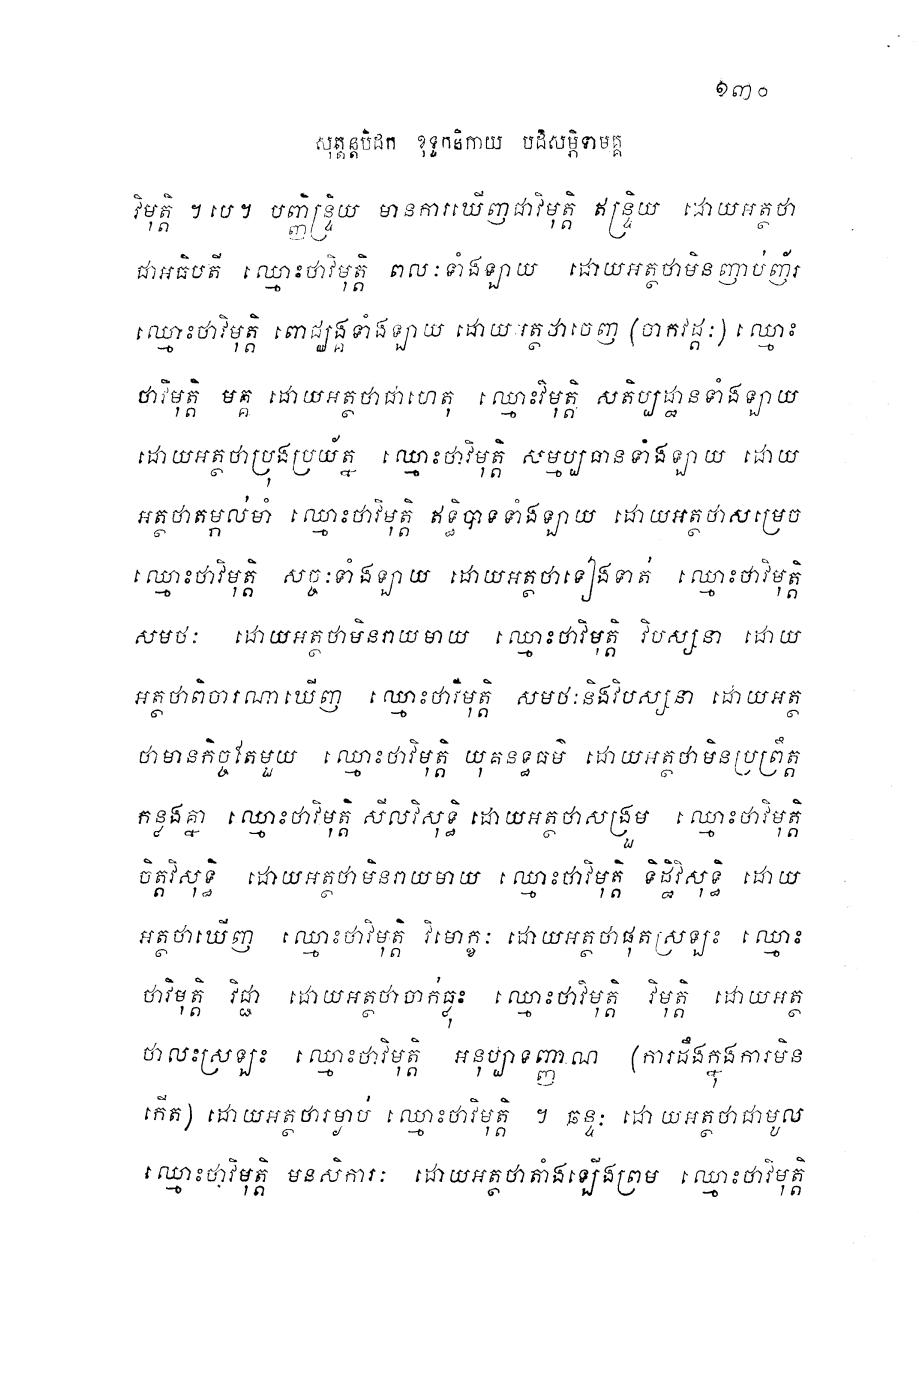 ១៣០
សុត្តន្តបិដក ខុទ្ទកនិកាយ បដិសម្ភិទាមគ្គ
វិមុត្តិ ។ បេ។ បញ្ញិន្ទ្រិយ មានការឃើញជាវិមុត្តិ ឥន្ទ្រិយ ដោយអត្ថថា
ជាអធិបតី ឈ្មោះថាវិមុត្តិ ពលៈទាំងឡាយ ដោយអត្ថថាមិនញាប់ញ័រ
ឈ្មោះថាវិមុត្តិ ពោជ្ឈង្គទាំងឡាយ ដោយអត្ថថាចេញ (ចាកវដ្តៈ) ឈ្មោះ
ថាវិមុត្តិ មគ្គ ដោយអត្ថថាជាហេតុ ឈ្មោះវិមុត្តិ សតិប្បដ្ឋានទាំងឡាយ
ដោយអត្ថថាប្រុងប្រយ័ត្ន ឈ្មោះថាវិមុត្តិ សម្មប្បធានទាំងឡាយ ដោយ
អត្ថថាតម្កល់មាំ ឈ្មោះថាវិមុត្តិ ឥទ្ធិបាទទាំងឡាយ ដោយអត្ថថាសម្រេច
ឈ្មោះថាវិមុត្តិ សច្ចៈទាំងឡាយ ដោយអត្ថថាទៀងទាត់ ឈ្មោះថាវិមុត្តិ
សមថៈ ដោយអត្ថថាមិនរាយមាយ ឈ្មោះថាវិមុត្តិ វិបស្សនា ដោយ
អត្ថថាពិចារណាឃើញ ឈ្មោះថាវិមុត្តិ សមថៈនិងវិបស្សនា ដោយអត្ថ
ថាមានកិច្ចតែមួយ ឈ្មោះថាវិមុត្តិ យុគនទ្ធធម៌ ដោយអត្ថថាមិនប្រព្រឹត្ត
កន្លងគ្នា ឈ្មោះថាវិមុត្តិ សីលវិសុទ្ធិ ដោយអត្ថថាសង្រួម ឈ្មោះថាវិមុត្តិ
ចិត្តវិសុទ្ធិ ដោយអត្ថថាមិនរាយមាយ ឈ្មោះថាវិមុត្តិ ទិដ្ឋិវិសុទ្ធិ ដោយ
អត្ថថាឃើញ ឈ្មោះថាវិមុត្តិ វិមោក្ខៈ ដោយអត្ថថាផុតស្រឡះ ឈ្មោះ
ថាវិមុត្តិ វិជ្ជា ដោយអត្ថថាចាក់ធ្លុះ ឈ្មោះថាវិមុត្តិ វិមុត្តិ ដោយអត្ថ
ថាលះស្រឡះ ឈ្មោះថាវិមុត្តិ អនុប្បាទញ្ញាណ (ការដឹងក្នុងការមិន
កើត) ដោយអត្ថថារម្ងាប់ ឈ្មោះថាវិមុត្តិ ។ ឆន្ទៈ ដោយអត្ថថាជាមូល
ឈ្មោះថាវិមុត្តិ មនសិការៈ ដោយអត្ថថាតាំងឡើងព្រម ឈ្មោះថាវិមុត្តិ